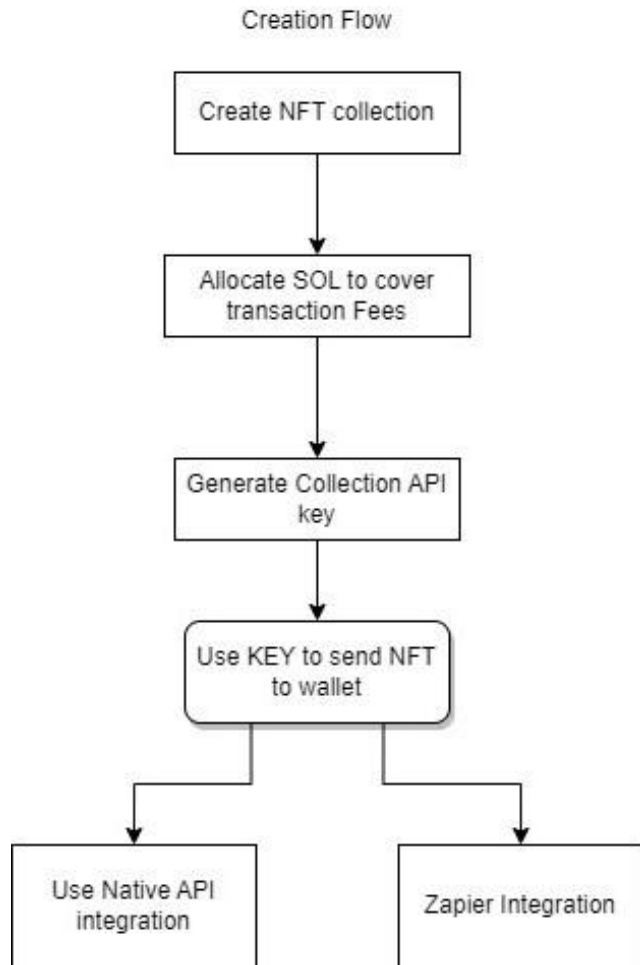 Creation Flow
Create NFT collection
Allocate SOL to cover
transaction Fees
Generate Collection API
key
Use KEY to send NFT
to wallet
Use Native API
integration
Zapier Integration